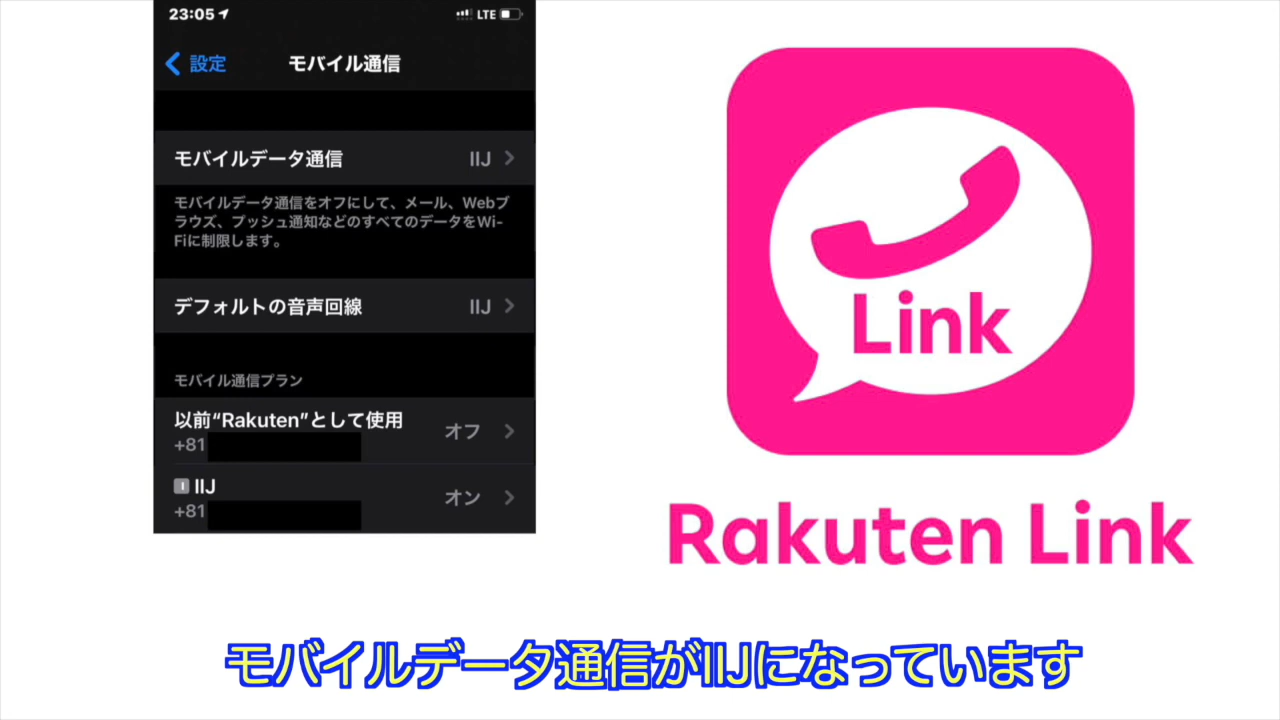 23:05
LTE
設定
モバイル通信
モバイルデータ通信 IIJ
モバイルデータ通信をオフにして、メール、Webブ
ラウズ、プッシュ通知などのすべてのデータをWi-
Fiに制限します。
デフォルトの音声回線 IIJ
モバイル通信プラン
以前“Rakuten”として使用
オフ
+81
I IIJ
オン
+81
Link
Rakuten Link
モバイルデータ通信がIIJになっています